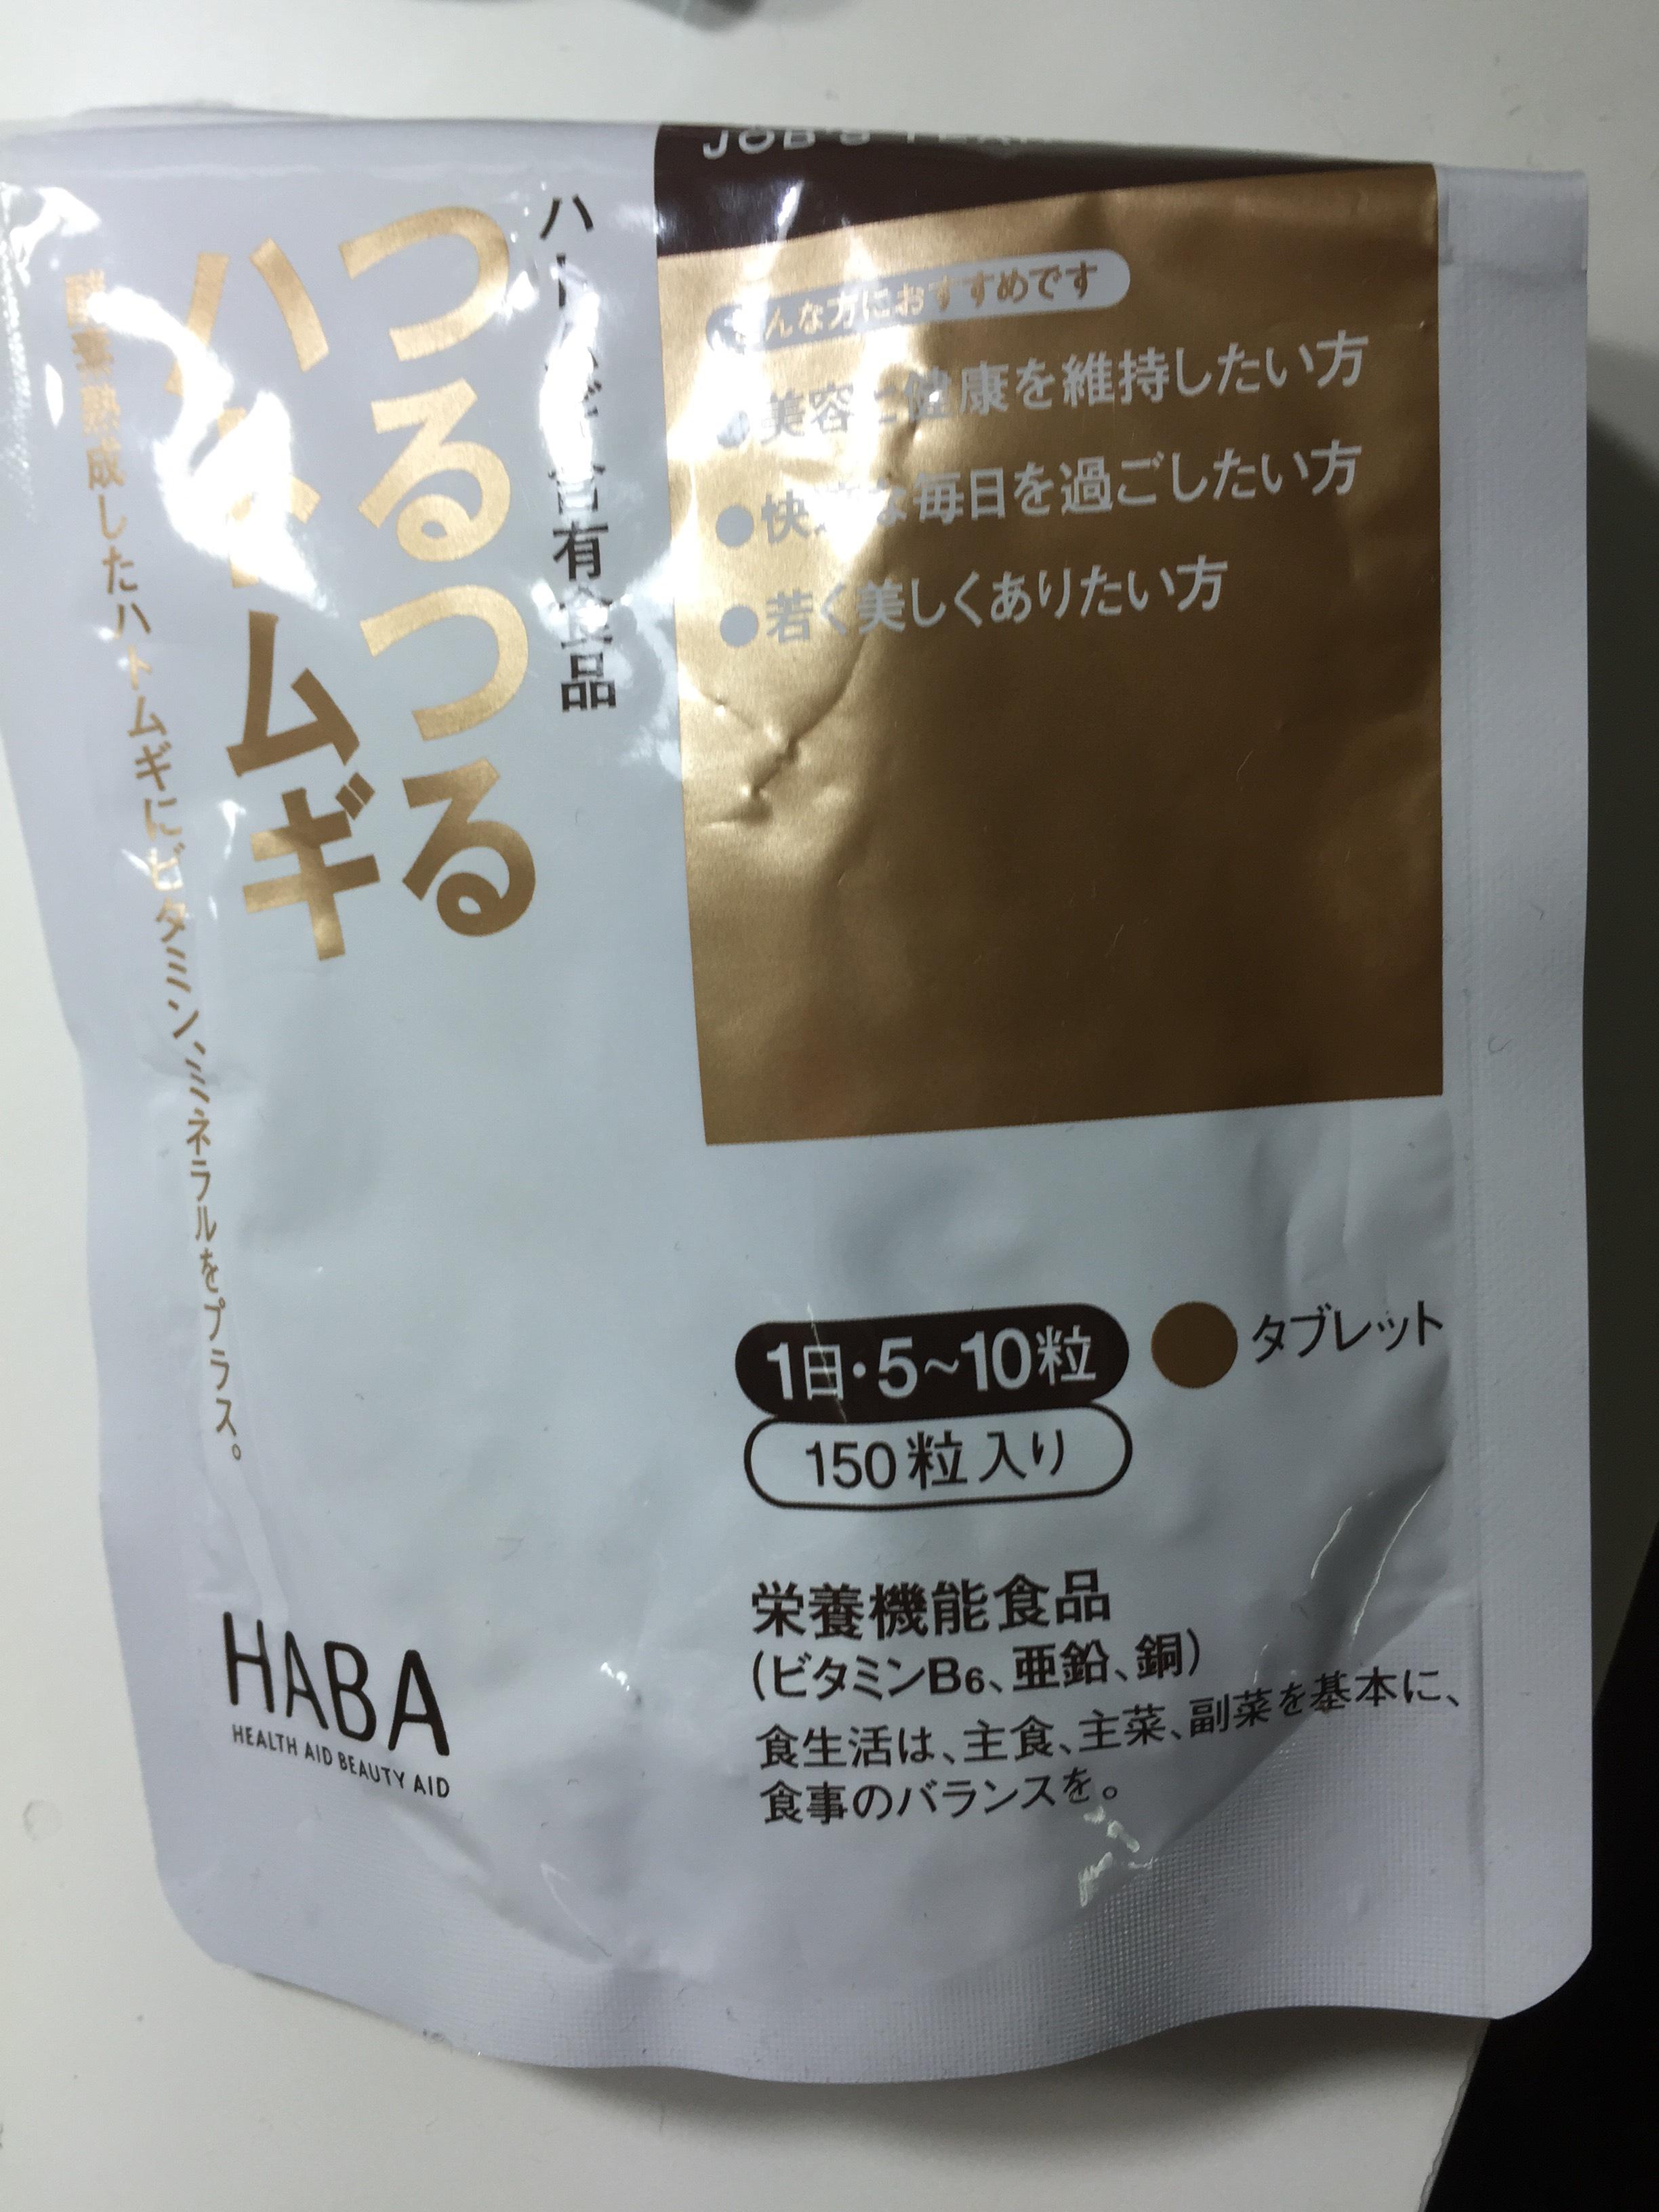 JOB'S
ハトムギ含有食品
つるつる
ハトムギ
熟成したハトムギにビタミン、ミネラルをプラス。
こんな方におすすめです
●美容と健康を維持したい方
●快適な毎日を過ごしたい方
●若く美しくありたい方
1日・5~10粒
タブレット
150粒入り
栄養機能食品
(ビタミンB6、亜鉛、銅)
食生活は、主食、主菜、副菜を基本に、
食事のバランスを。
HABA
HEALTH AID BEAUTY AID